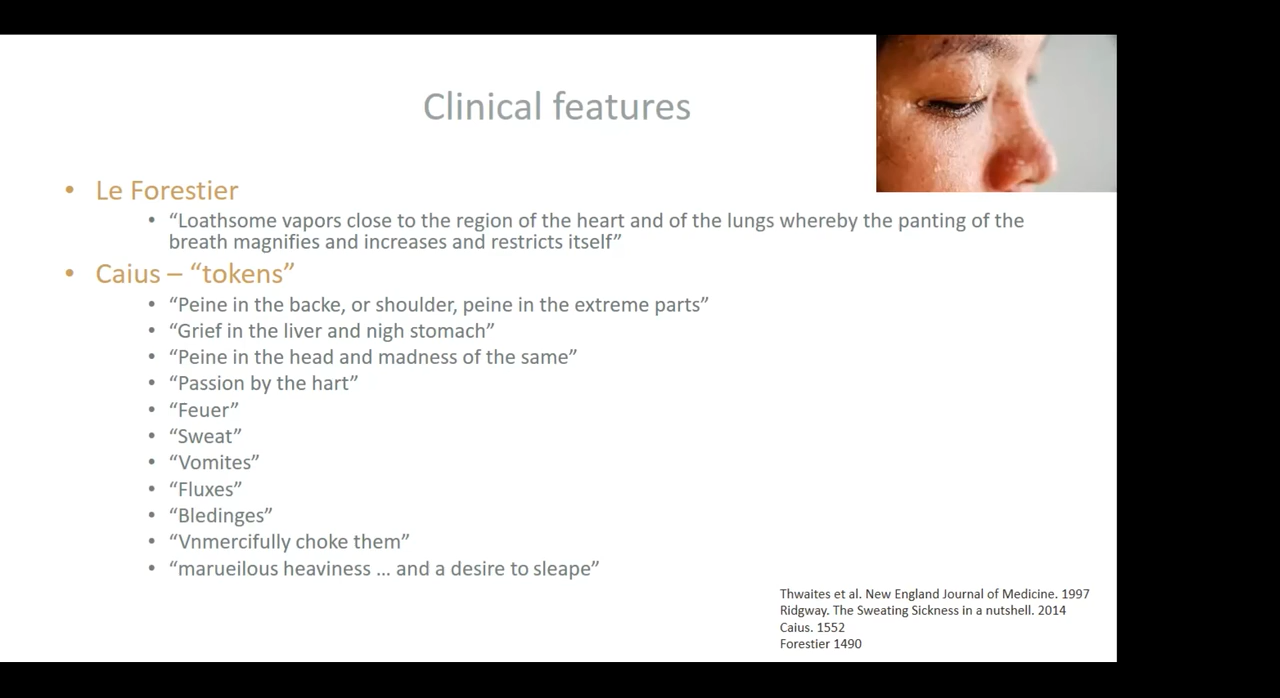 Clinical features
• Le Forestier
• “Loathsome vapors close to the region of the heart and of the lungs whereby the panting of the
breath magnifies and increases and restricts itself”
• Caius – “tokens”
• “Peine in the backe, or shoulder, peine in the extreme parts”
• “Grief in the liver and nigh stomach”
• “Peine in the head and madness of the same”
• “Passion by the hart”
• “Feuer”
• “Sweat”
• “Vomites”
• “Fluxes”
• “Bledinges”
• “Vnmercifully choke them”
• “marueilous heaviness ... and a desire to sleape”
Thwaites et al. New England Journal of Medicine. 1997
Ridgway. The Sweating Sickness in a nutshell. 2014
Caius. 1552
Forestier 1490